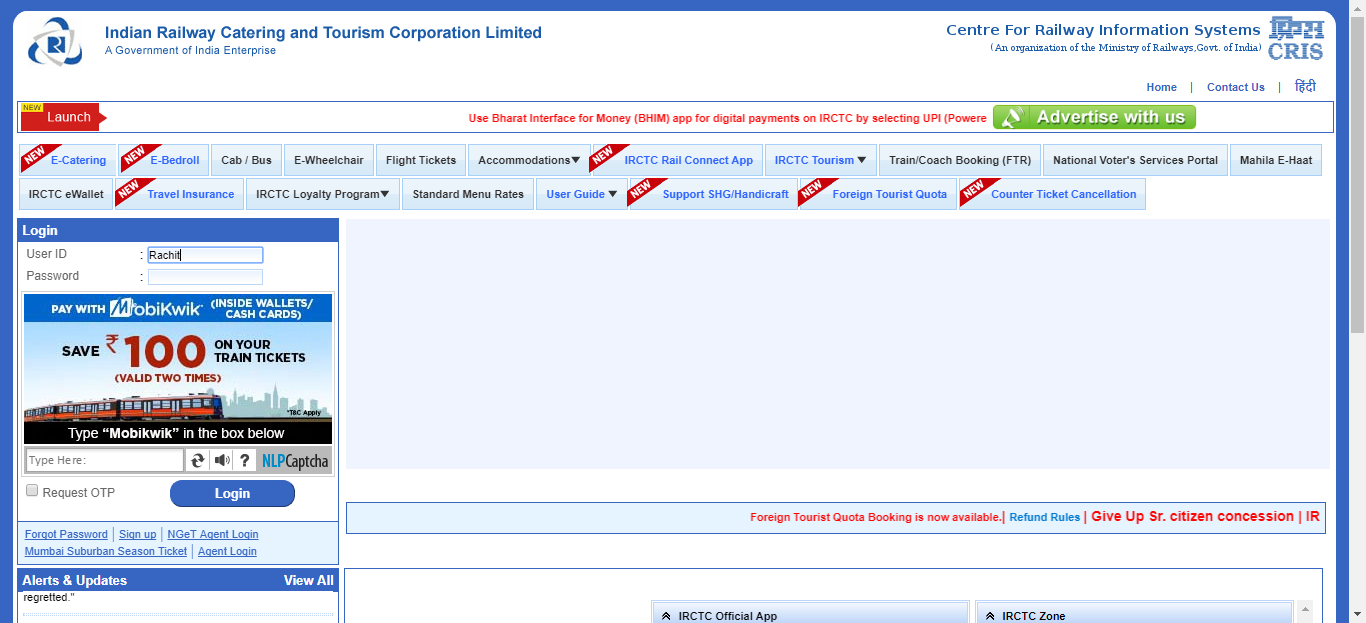 Indian Railway Catering and Tourism Corporation Limited
A Government of India Enterprise
Centre For Railway Information Systems
(An organization of the Ministry of Railways,Govt. of India)
CRIS
Home | Contact Us | हिंदी
NEW
Launch
Use Bharat Interface for Money (BHIM) app for digital payments on IRCTC by selecting UPI (Powere
Advertise with us
NEW E-Catering NEW E-Bedroll Cab / Bus E-Wheelchair Flight Tickets Accommodations▼ NEW IRCTC Rail Connect App IRCTC Tourism ▼ Train/Coach Booking (FTR) National Voter's Services Portal Mahila E-Haat
IRCTC eWallet NEW Travel Insurance IRCTC Loyalty Program▼ Standard Menu Rates User Guide ▼ NEW Support SHG/Handicraft NEW Foreign Tourist Quota NEW Counter Ticket Cancellation
Login
User ID : Rachit
Password :
PAY WITH MobiKwik (INSIDE WALLETS/
CASH CARDS)
SAVE ₹100 ON YOUR
TRAIN TICKETS
(VALID TWO TIMES)
*T&C Apply
Type “Mobikwik” in the box below
Type Here: ? NLPCaptcha
Request OTP Login
Foreign Tourist Quota Booking is now available.| Refund Rules | Give Up Sr. citizen concession | IR
Forgot Password | Sign up | NGeT Agent Login
Mumbai Suburban Season Ticket | Agent Login
Alerts & Updates View All
regretted."
IRCTC Official App
IRCTC Zone